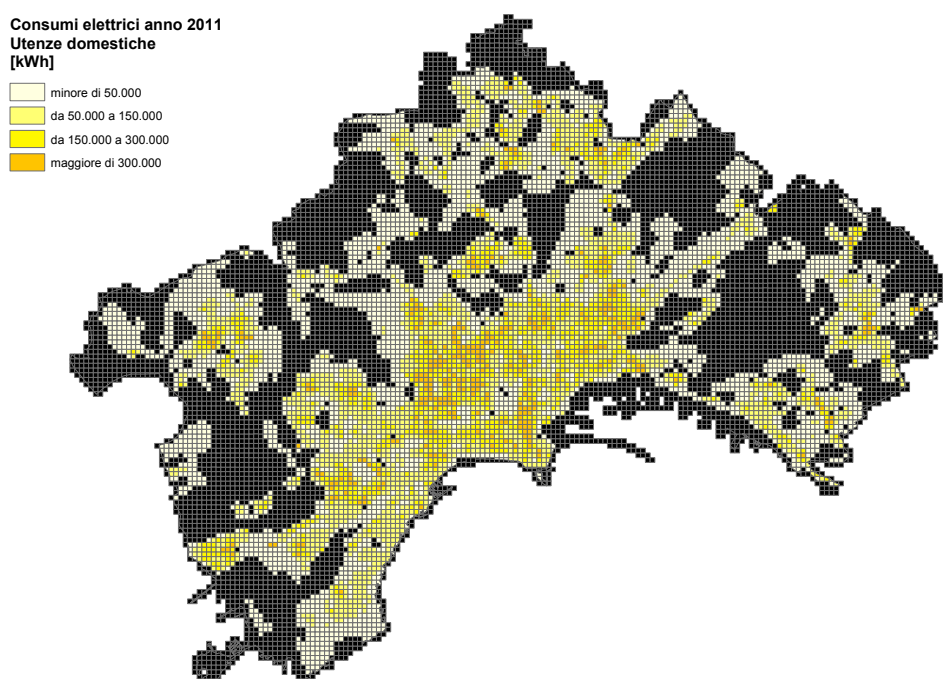 Consumi elettrici anno 2011
Utenze domestiche
[kWh]
minore di 50.000
da 50.000 a 150.000
da 150.000 a 300.000
maggiore di 300.000